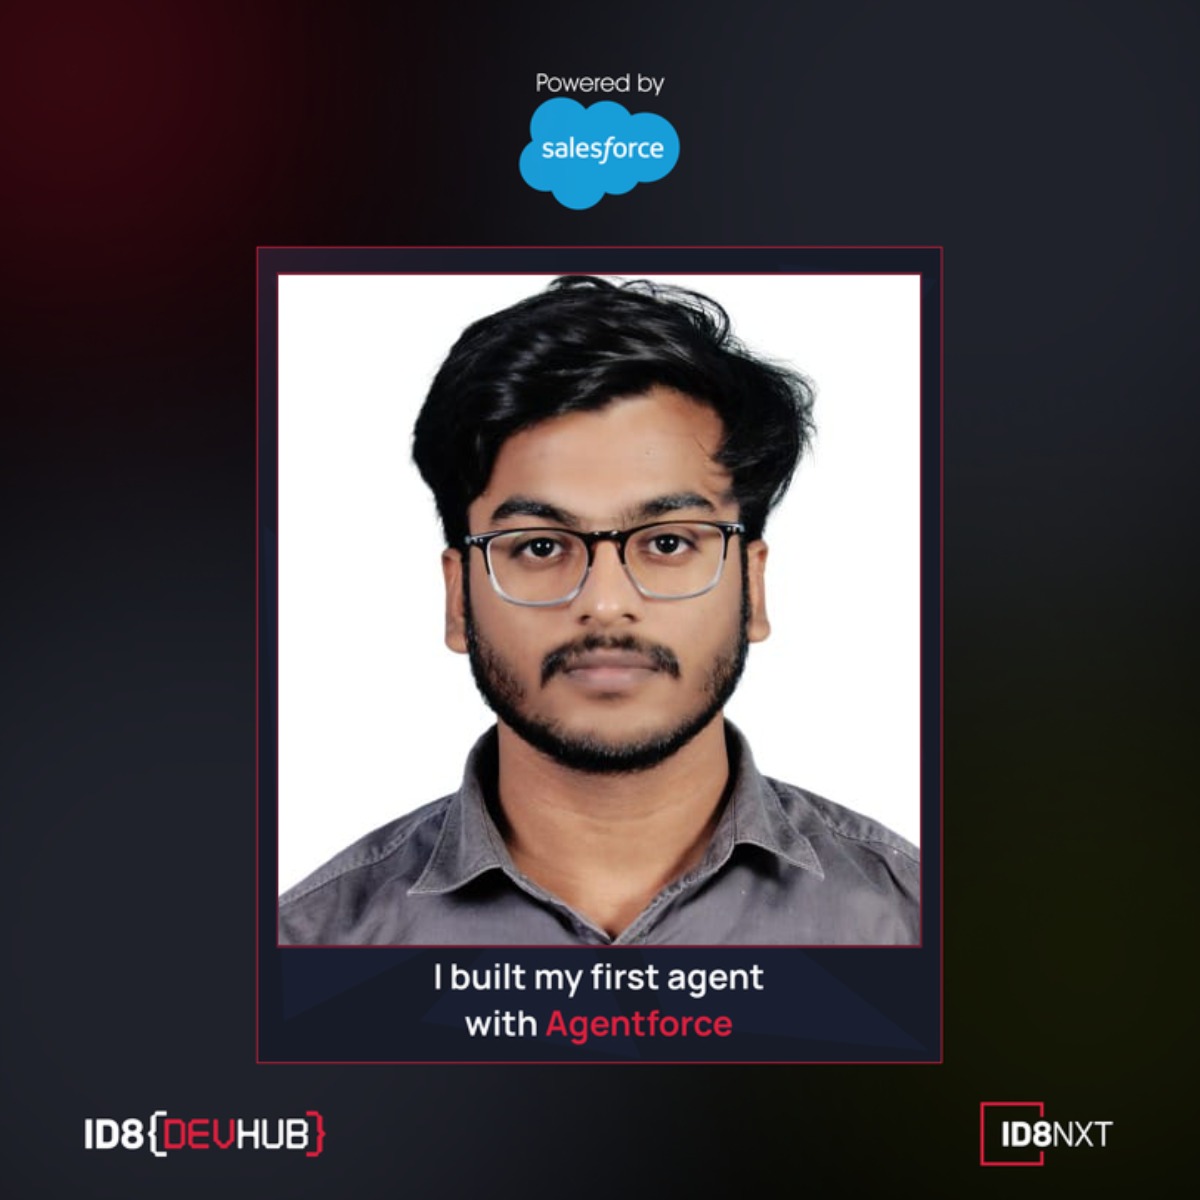 Powered by
salesforce
I built my first agent
with Agentforce
ID8{DEVHUB}
ID8NXT